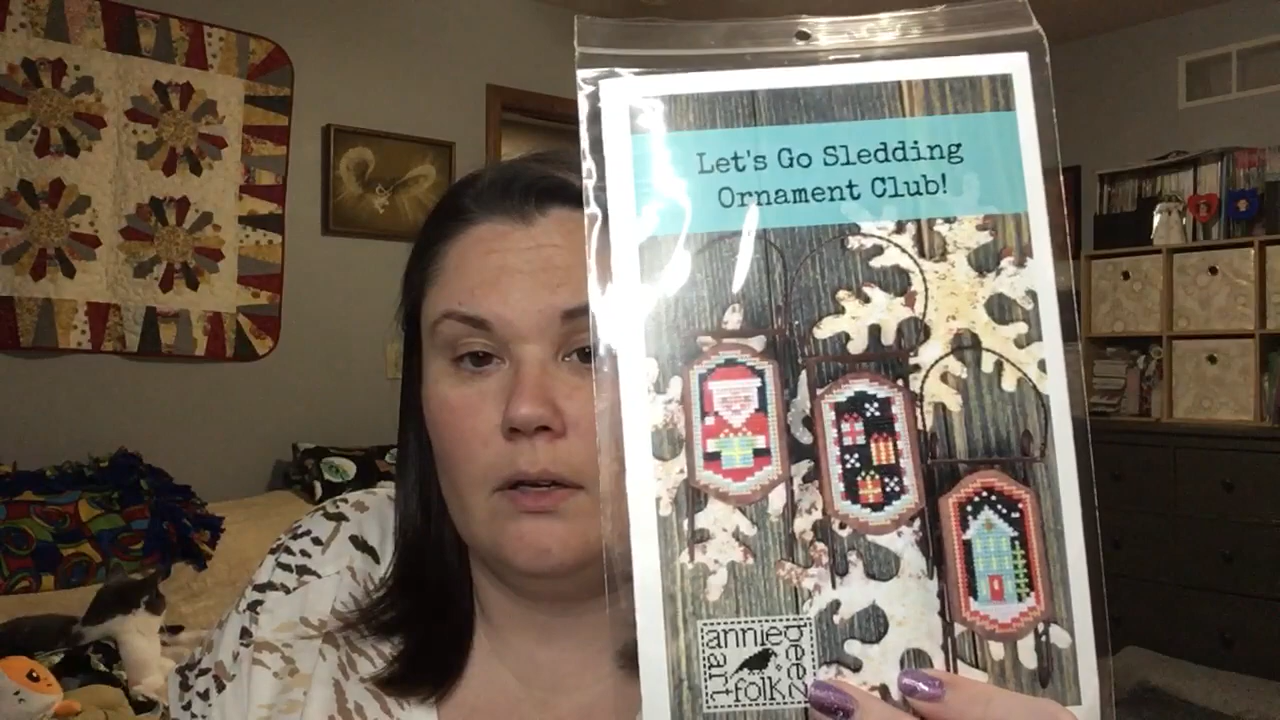 Let's Go Sledding
Ornament Club!
annie
beez
folk
art